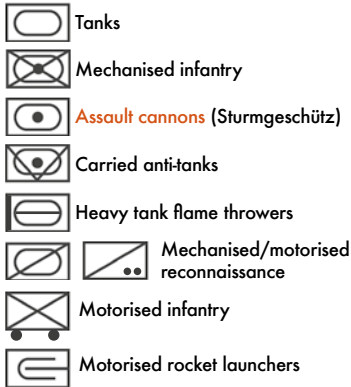 Tanks
Mechanised infantry
Assault cannons (Sturmgeschütz)
Carried anti-tanks
Heavy tank flame throwers
Mechanised/motorised
reconnaissance
Motorised infantry
Motorised rocket launchers